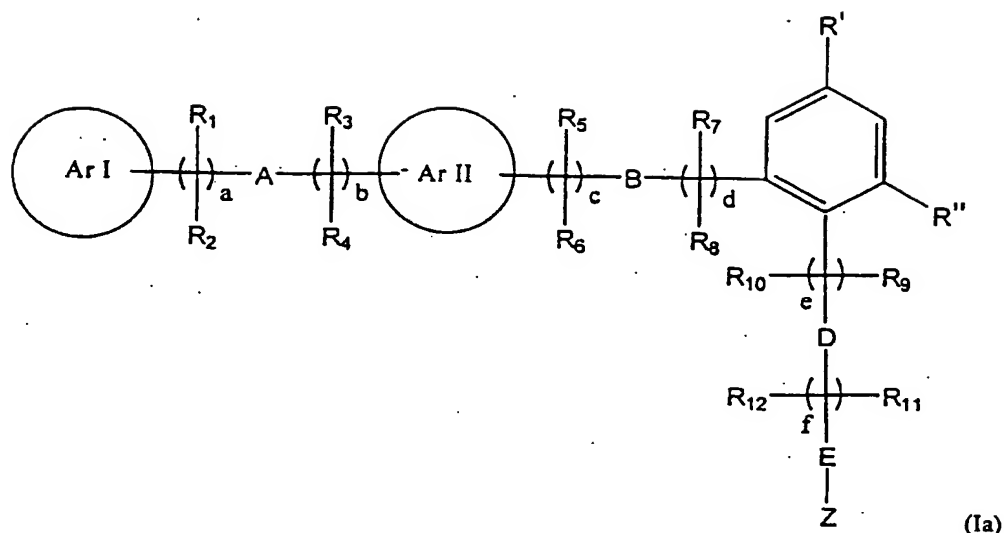 R'
R₁ R₃ R₅ R₇
Ar I ( )a A ( )b Ar II ( )c B ( )d
R₂ R₄ R₆ R₈ R"
R₁₀ ( )e R₉
D
R₁₂ ( )f R₁₁
E
Z
(Ia)